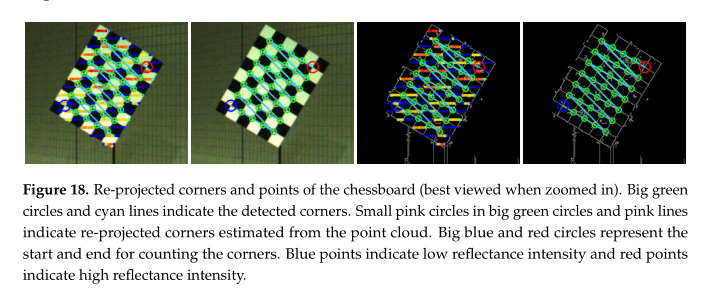 Figure 18. Re-projected corners and points of the chessboard (best viewed when zoomed in). Big green
circles and cyan lines indicate the detected corners. Small pink circles in big green circles and pink lines
indicate re-projected corners estimated from the point cloud. Big blue and red circles represent the
start and end for counting the corners. Blue points indicate low reflectance intensity and red points
indicate high reflectance intensity.